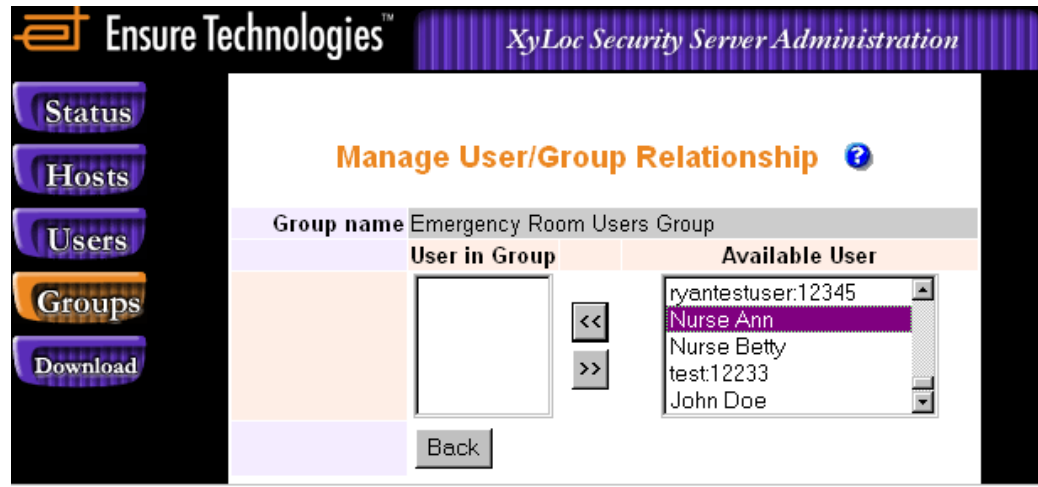 Ensure Technologies™
XyLoc Security Server Administration
Status
Hosts
Users
Groups
Download
Manage User/Group Relationship ?
Group name Emergency Room Users Group
User in Group Available User
ryantestuser:12345
<< Nurse Ann
Nurse Betty
>> test:12233
John Doe
Back